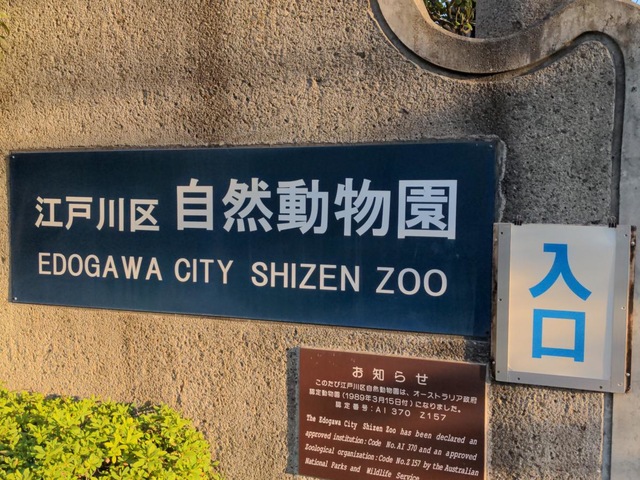 江戸川区 自然動物園
EDOGAWA CITY SHIZEN ZOO
入口
お知らせ
このたび江戸川区自然動物園は、オーストラリア政府
認定動物園(1989年3月15日付)になりました。
認定番号:AI 370 Z157
The Edogawa City Shizen Zoo has been declared an
approved institution: Code No. AI 370 and an approved
Zoological organization: Code No. Z 157 by the Australian
National Parks and Wildlife Service